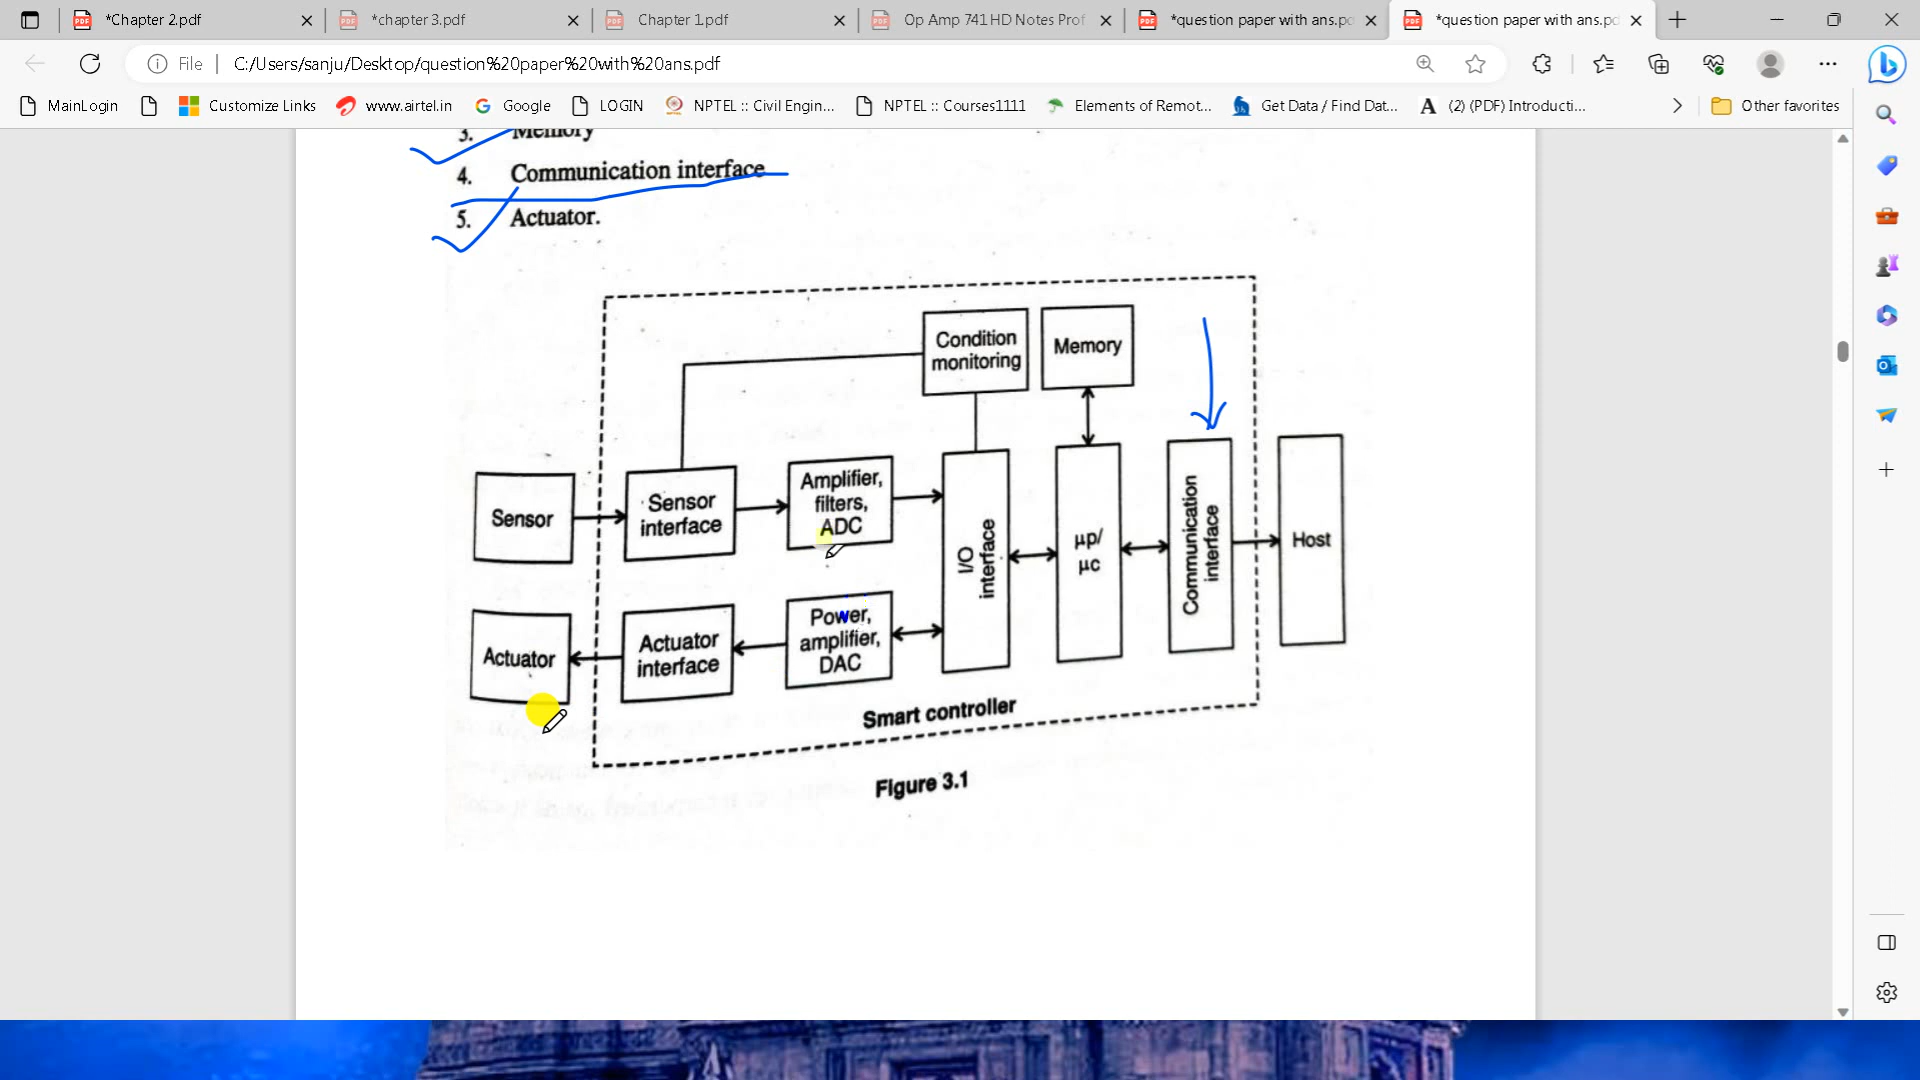 *Chapter 2.pdf
*chapter 3.pdf
Chapter 1.pdf
Op Amp 741 HD Notes Prof
*question paper with ans.pd
*question paper with ans.pd
File
C:/Users/sanju/Desktop/question%20paper%20with%20ans.pdf
MainLogin
Customize Links
www.airtel.in
Google
LOGIN
NPTEL :: Civil Engin...
NPTEL :: Courses1111
Elements of Remot...
Get Data / Find Dat...
(2) (PDF) Introducti...
Other favorites
3. Memory
4. Communication interface
5. Actuator.
Condition
monitoring
Memory
Sensor
Sensor
interface
Amplifier,
filters,
ADC
I/O
interface
μp/
μc
Communication
interface
Host
Actuator
Actuator
interface
Power,
amplifier,
DAC
Smart controller
Figure 3.1